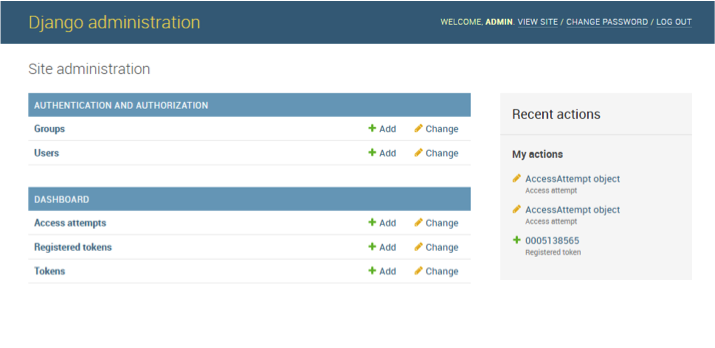 Django administration
WELCOME, ADMIN. VIEW SITE / CHANGE PASSWORD / LOG OUT
Site administration
AUTHENTICATION AND AUTHORIZATION
Groups Add Change
Users Add Change
DASHBOARD
Access attempts Add Change
Registered tokens Add Change
Tokens Add Change
Recent actions
My actions
AccessAttempt object
Access attempt
AccessAttempt object
Access attempt
0005138565
Registered token